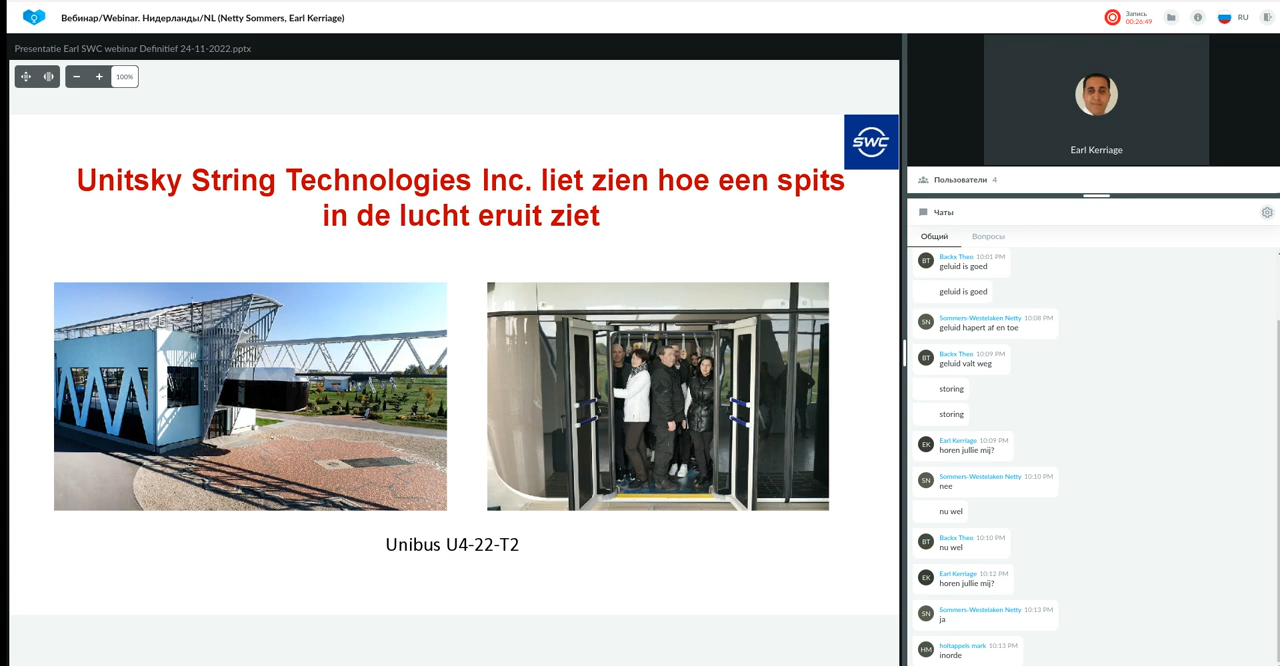 Вебинар/Webinar. Нидерланды/NL (Netty Sommers, Earl Kerriage)
Запись
00:26:49
RU
Presentatie Earl SWC webinar Definitief 24-11-2022.pptx
100%
SWC
Unitsky String Technologies Inc. liet zien hoe een spits
in de lucht eruit ziet
Unibus U4-22-T2
Earl Kerriage
Пользователи 4
Чаты
Общий Вопросы
BT Backx Theo 10:01 PM
geluid is goed
geluid is goed
SN Sommers-Westelaken Netty 10:08 PM
geluid hapert af en toe
BT Backx Theo 10:09 PM
geluid valt weg
storing
storing
EK Earl Kerriage 10:09 PM
horen jullie mij?
SN Sommers-Westelaken Netty 10:10 PM
nee
nu wel
BT Backx Theo 10:10 PM
nu wel
EK Earl Kerriage 10:12 PM
horen jullie mij?
SN Sommers-Westelaken Netty 10:13 PM
ja
HM holtappels mark 10:13 PM
inorde